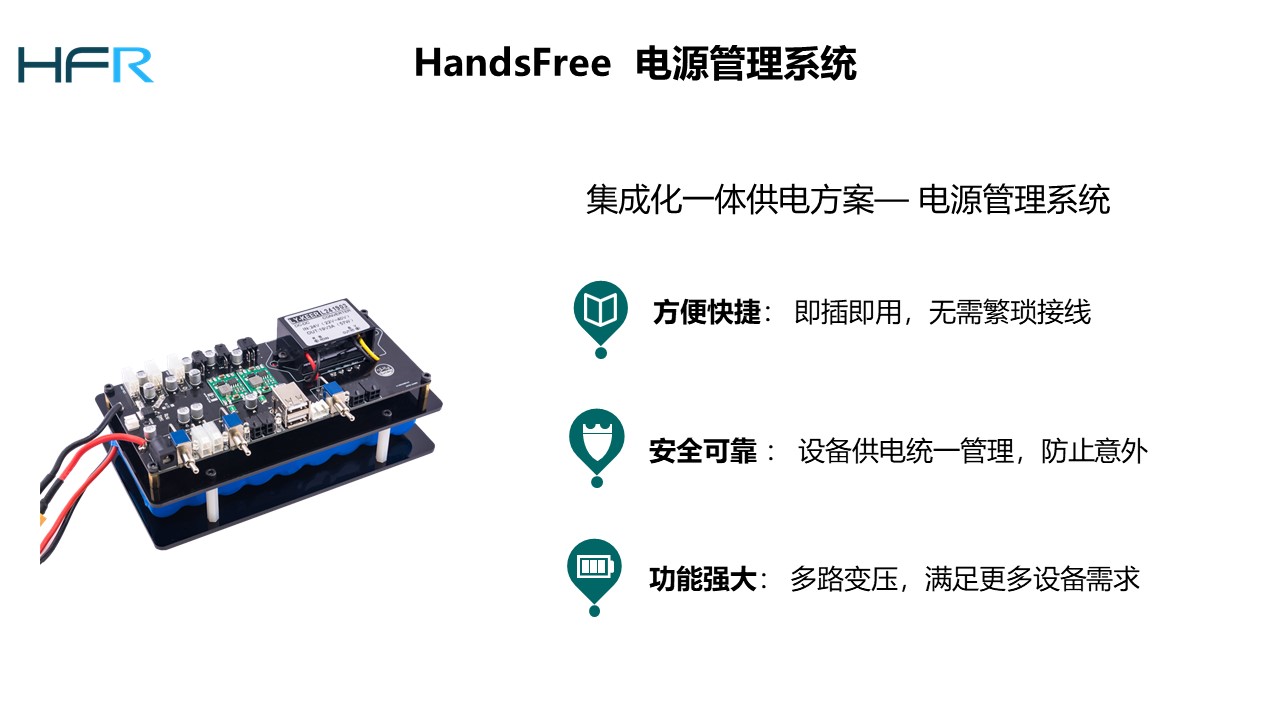 HFR
HandsFree 电源管理系统
集成化一体供电方案— 电源管理系统
方便快捷： 即插即用，无需繁琐接线
安全可靠 ： 设备供电统一管理，防止意外
功能强大： 多路变压，满足更多设备需求